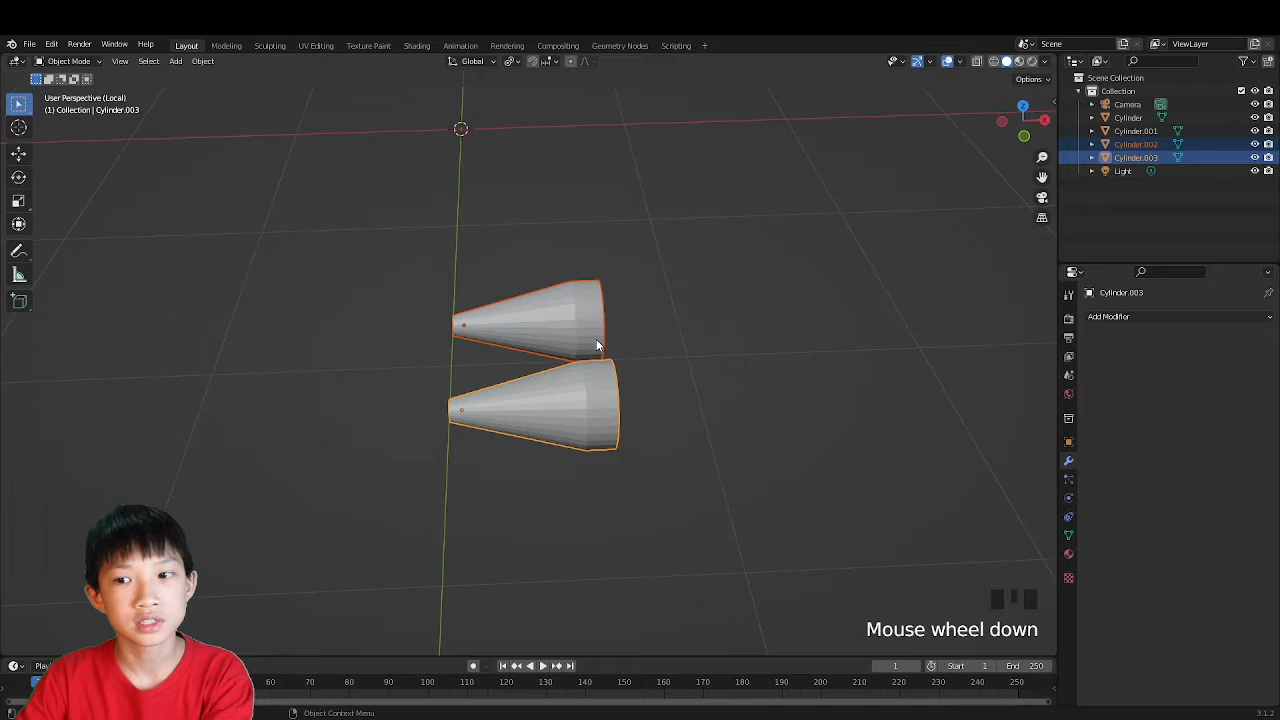 File Edit Render Window Help
Layout Modeling Sculpting UV Editing Texture Paint Shading Animation Rendering Compositing Geometry Nodes Scripting +
Scene
ViewLayer
Object Mode View Select Add Object
Global
Options
User Perspective (Local)
(1) Collection | Cylinder.003
Z
X
Scene Collection
Collection
Camera
Cylinder
Cylinder.001
Cylinder.002
Cylinder.003
Light
Cylinder.003
Add Modifier
Mouse wheel down
1
Start 1
End 250
70 80 90 100 110 120 130 140 150 160 170 180 190 200 210 220 230 240 250
Object Context Menu
3.1.2